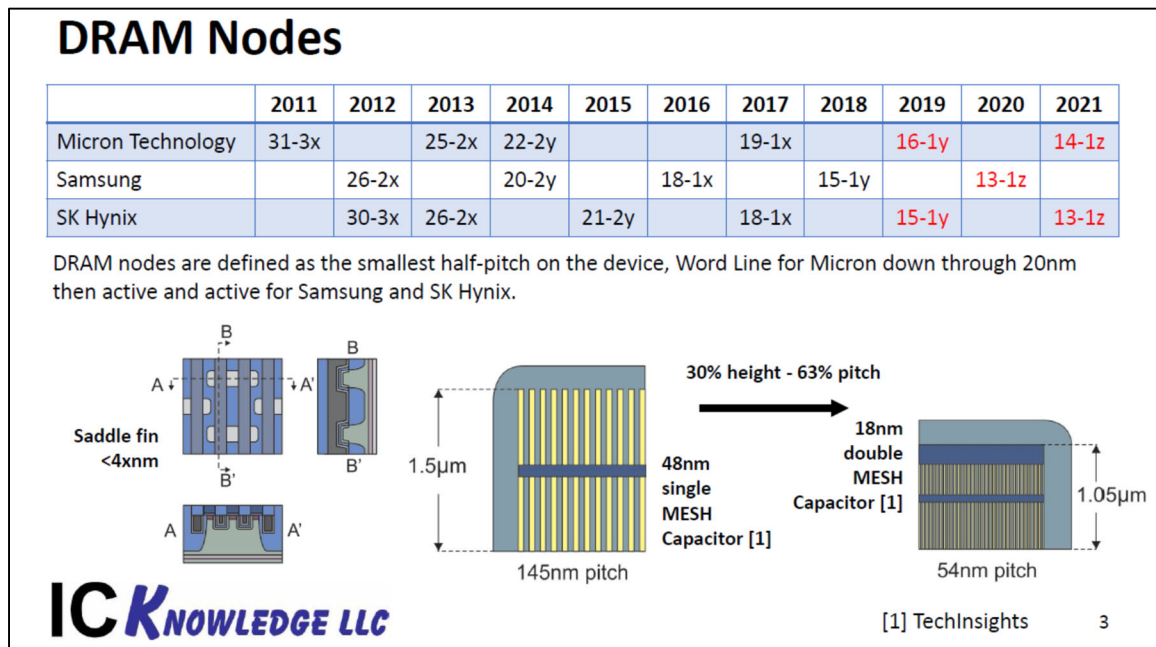 DRAM Nodes
2011 2012 2013 2014 2015 2016 2017 2018 2019 2020 2021
Micron Technology 31-3x 25-2x 22-2y 19-1x 16-1y 14-1z
Samsung 26-2x 20-2y 18-1x 15-1y 13-1z
SK Hynix 30-3x 26-2x 21-2y 18-1x 15-1y 13-1z
DRAM nodes are defined as the smallest half-pitch on the device, Word Line for Micron down through 20nm
then active and active for Samsung and SK Hynix.
B
A A'
B'
B
B'
Saddle fin
<4xnm
A A'
1.5µm
145nm pitch
48nm
single
MESH
Capacitor [1]
30% height - 63% pitch
18nm
double
MESH
Capacitor [1]
1.05µm
54nm pitch
IC KNOWLEDGE LLC
[1] TechInsights
3